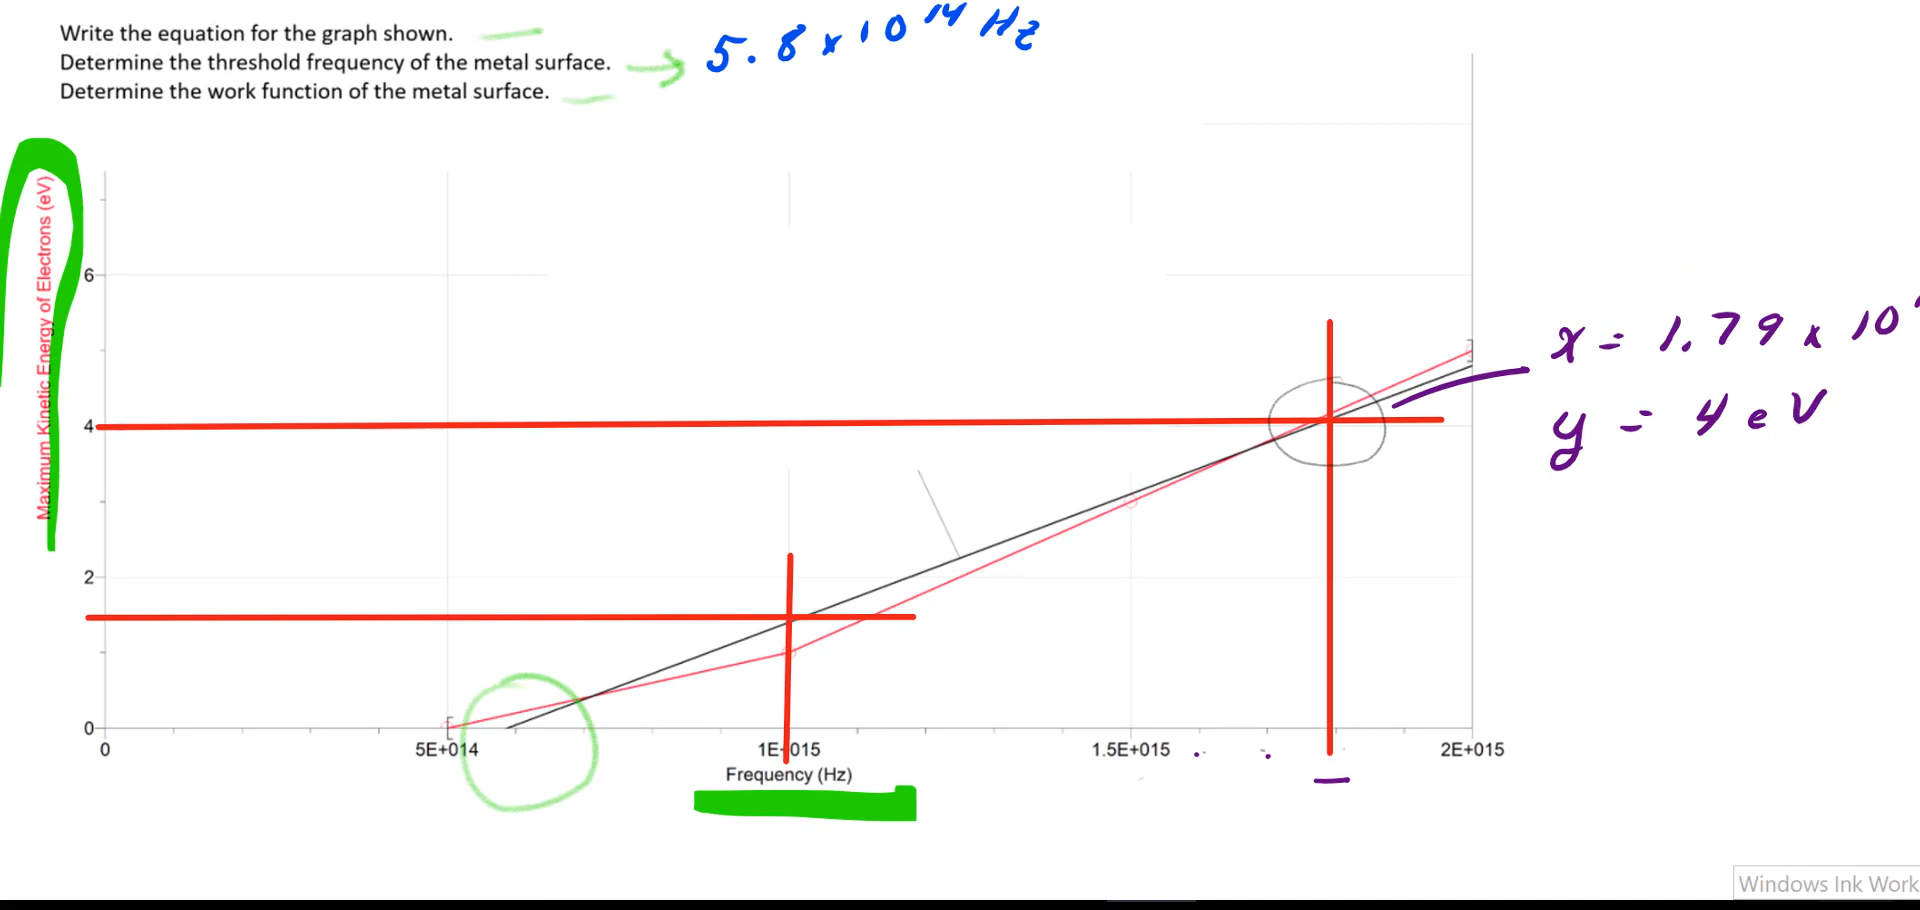 Write the equation for the graph shown.
Determine the threshold frequency of the metal surface.
5.8 x 10 14 Hz
Determine the work function of the metal surface.
Maximum Kinetic Energy of Electrons (eV)
6
4
2
0
x = 1.79 x 10
y = 4 eV
0
5E+014
1E+015
1.5E+015
2E+015
Frequency (Hz)
Windows Ink Work